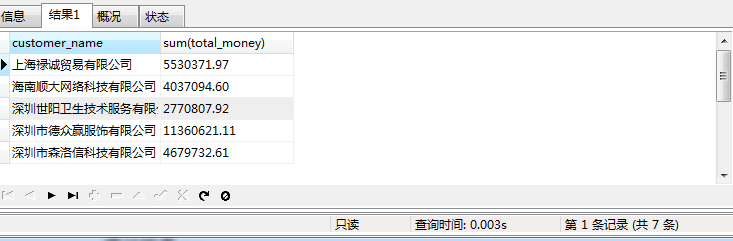 信息 结果1 概况 状态
customer_name sum(total_money)
上海禄诚贸易有限公司 5530371.97
海南顺大网络科技有限公司 4037094.60
深圳世阳卫生技术服务有限 2770807.92
深圳市德众赢服饰有限公司 11360621.11
深圳市森洛信科技有限公司 4679732.61
只读 查询时间: 0.003s 第 1 条记录 (共 7 条)